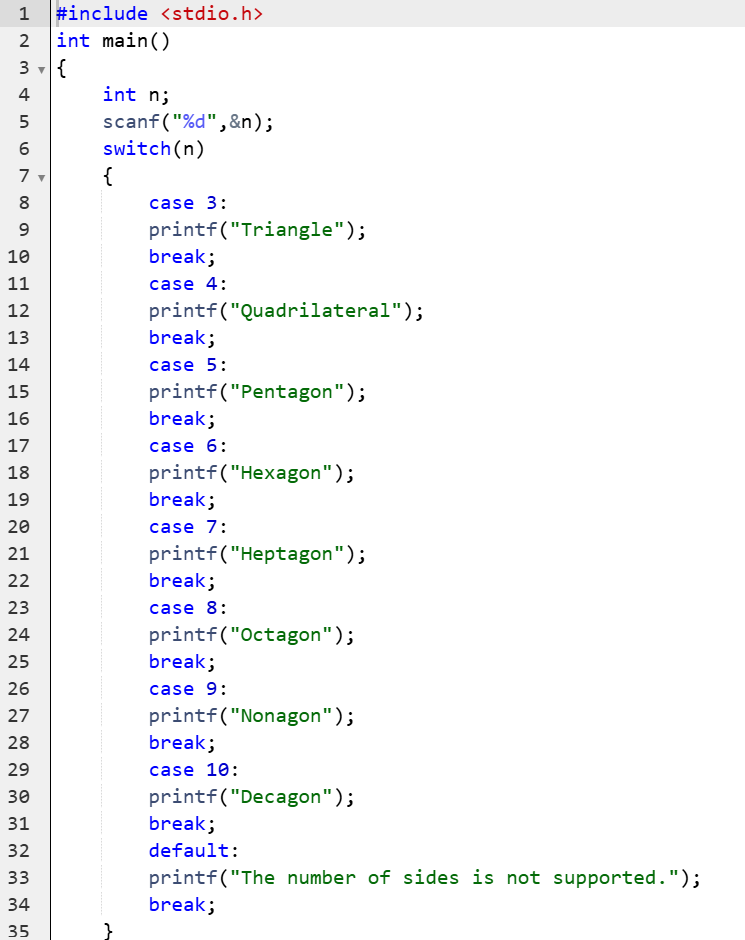 1 #include <stdio.h>
2 int main()
3 {
4 int n;
5 scanf("%d",&n);
6 switch(n)
7 {
8 case 3:
9 printf("Triangle");
10 break;
11 case 4:
12 printf("Quadrilateral");
13 break;
14 case 5:
15 printf("Pentagon");
16 break;
17 case 6:
18 printf("Hexagon");
19 break;
20 case 7:
21 printf("Heptagon");
22 break;
23 case 8:
24 printf("Octagon");
25 break;
26 case 9:
27 printf("Nonagon");
28 break;
29 case 10:
30 printf("Decagon");
31 break;
32 default:
33 printf("The number of sides is not supported.");
34 break;
35 }